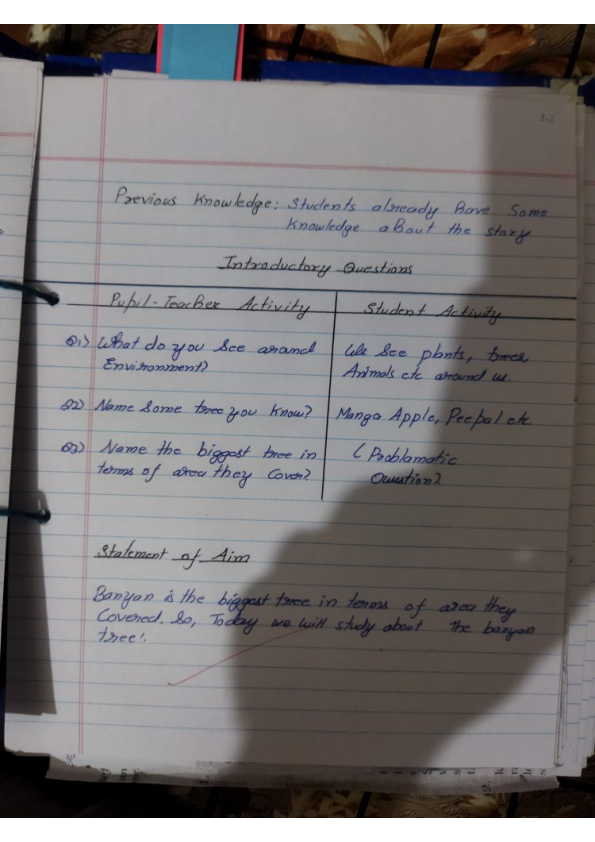 Previous Knowledge: Students already have some
knowledge about the story
Introductory Questions
Pupil-Teacher Activity
Student Activity
Q1) What do you see around
Environment?
We see plants, trees,
Animals etc around us.
Q2) Name some tree you know?
Mango Apple, Peepal etc.
Q3) Name the biggest tree in
terms of area they cover?
( Problamatic
Question?
Statement of Aim
Banyan is the biggest tree in terms of area they
Covered. So, Today we will study about the banyan
tree'.